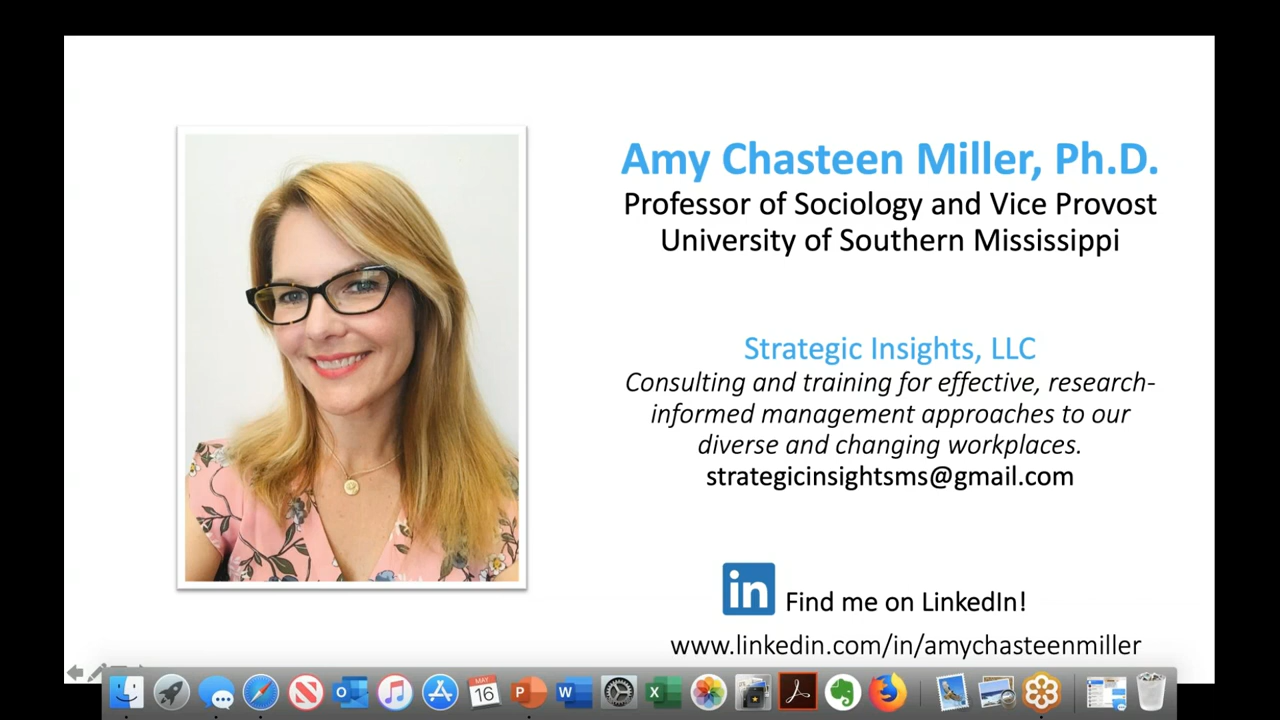 Amy Chasteen Miller, Ph.D.
Professor of Sociology and Vice Provost
University of Southern Mississippi
Strategic Insights, LLC
Consulting and training for effective, research-
informed management approaches to our
diverse and changing workplaces.
strategicinsightsms@gmail.com
in Find me on LinkedIn!
www.linkedin.com/in/amychasteenmiller
MAY
16